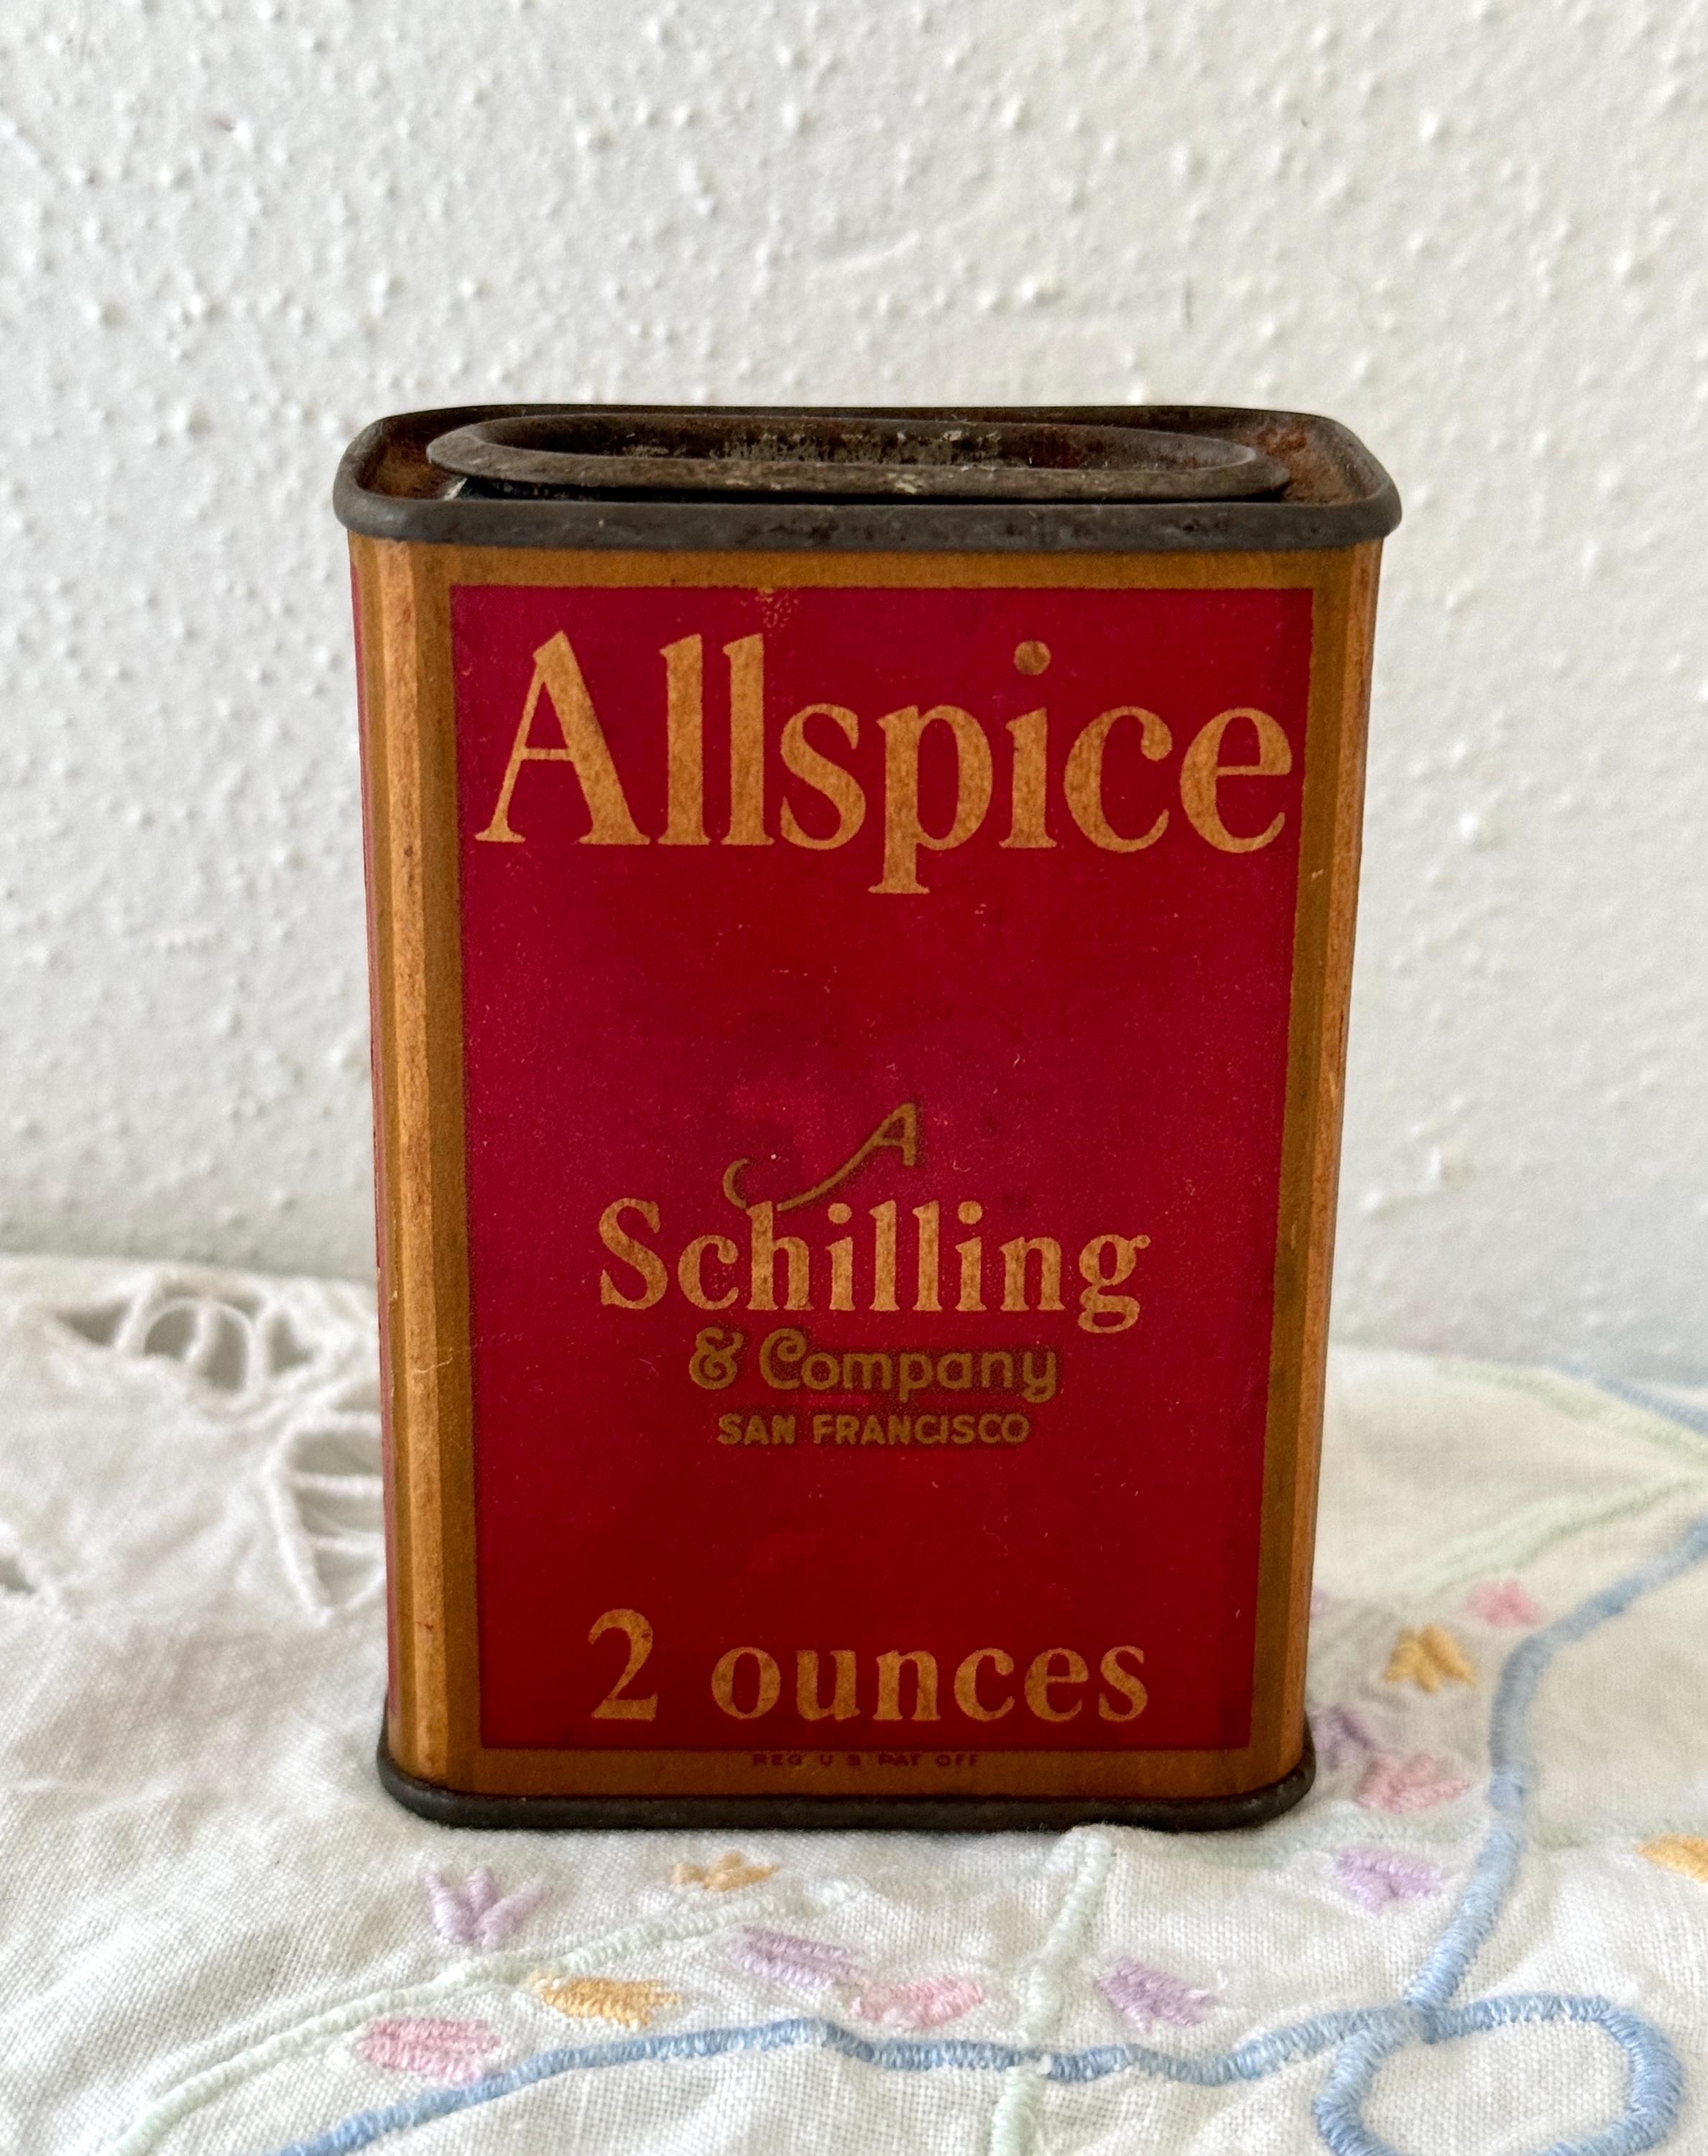 Allspice
A
Schilling
& Company
SAN FRANCISCO
2 ounces
REG U S PAT OFF